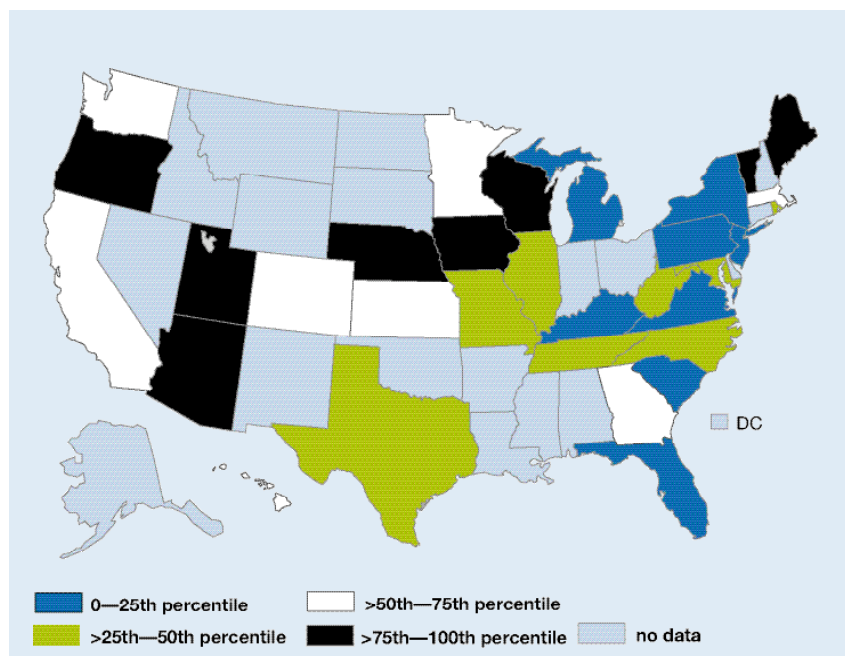 DC
0—25th percentile
>50th—75th percentile
>25th—50th percentile
>75th—100th percentile
no data